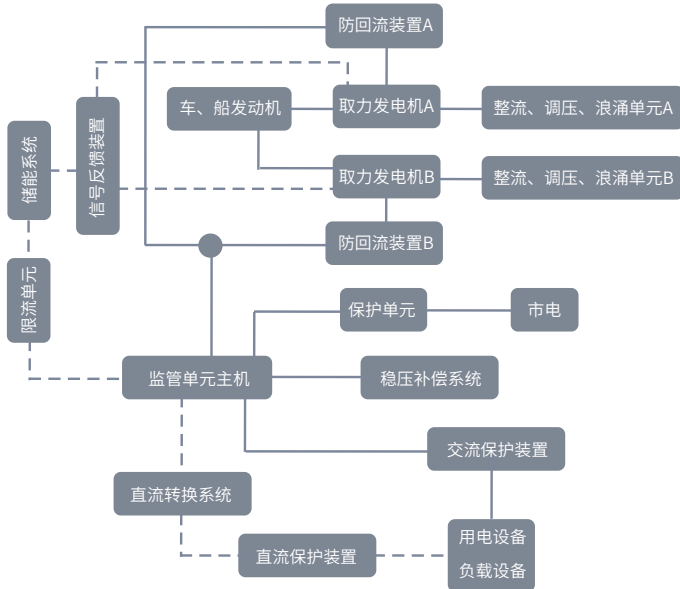 防回流装置A
车、船发动机
取力发电机A
整流、调压、浪涌单元A
储能系统
信号反馈装置
取力发电机B
整流、调压、浪涌单元B
防回流装置B
限流单元
保护单元
市电
监管单元主机
稳压补偿系统
交流保护装置
直流转换系统
直流保护装置
用电设备
负载设备